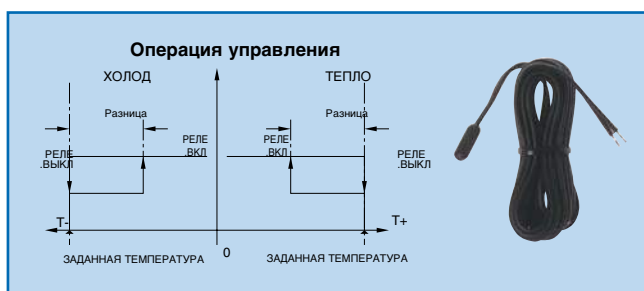 Операция управления
ХОЛОД
ТЕПЛО
Разница
Разница
РЕЛЕ
.ВКЛ
РЕЛЕ
.ВКЛ
РЕЛЕ
.ВЫКЛ
РЕЛЕ
.ВЫКЛ
T-
T+
0
ЗАДАННАЯ ТЕМПЕРАТУРА
ЗАДАННАЯ ТЕМПЕРАТУРА